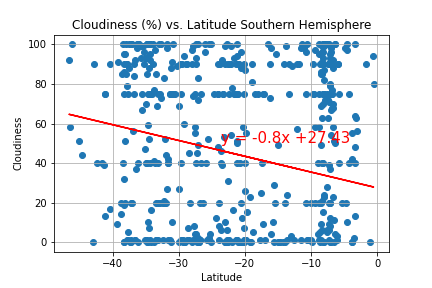 Cloudiness (%) vs. Latitude Southern Hemisphere
100
80
60
40
20
0
Cloudiness
y = -0.8x +27.43
−40
−30
−20
−10
0
Latitude